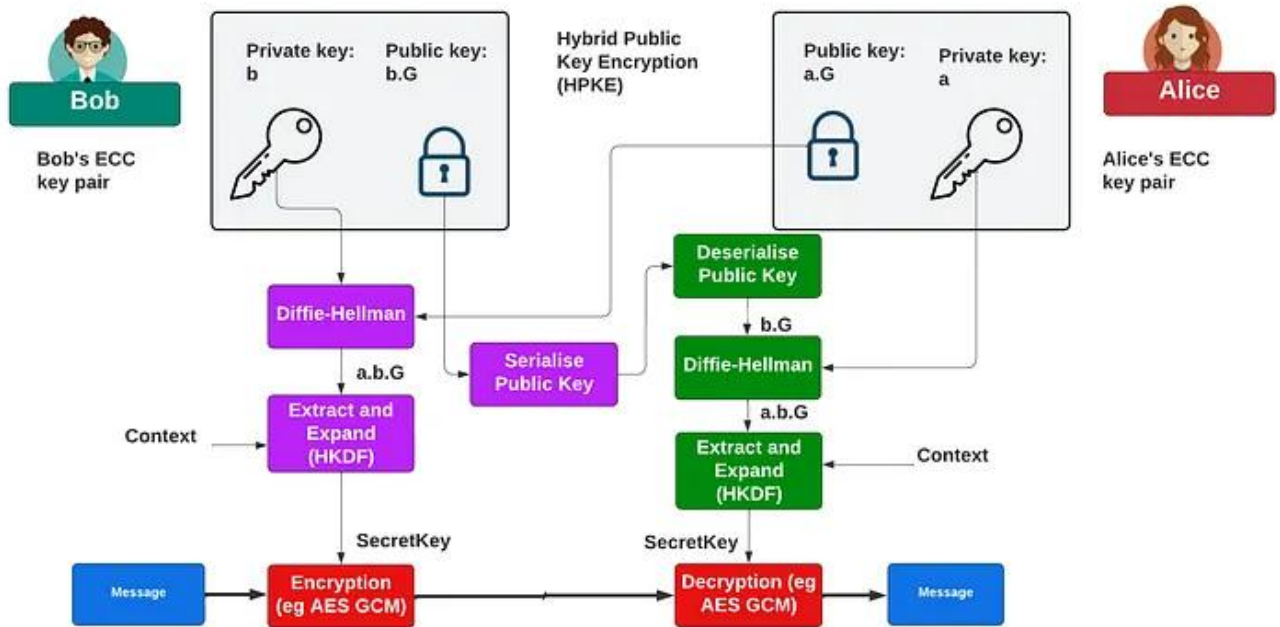 Bob
Bob's ECC
key pair
Private key:
b
Public key:
b.G
Hybrid Public
Key Encryption
(HPKE)
Public key:
a.G
Private key:
a
Alice
Alice's ECC
key pair
Deserialise
Public Key
Diffie-Hellman
b.G
Serialise
Public Key
Diffie-Hellman
a.b.G
a.b.G
Extract and
Expand
(HKDF)
Context
Extract and
Expand
(HKDF)
Context
SecretKey
SecretKey
Message
Encryption
(eg AES GCM)
Decryption (eg
AES GCM)
Message